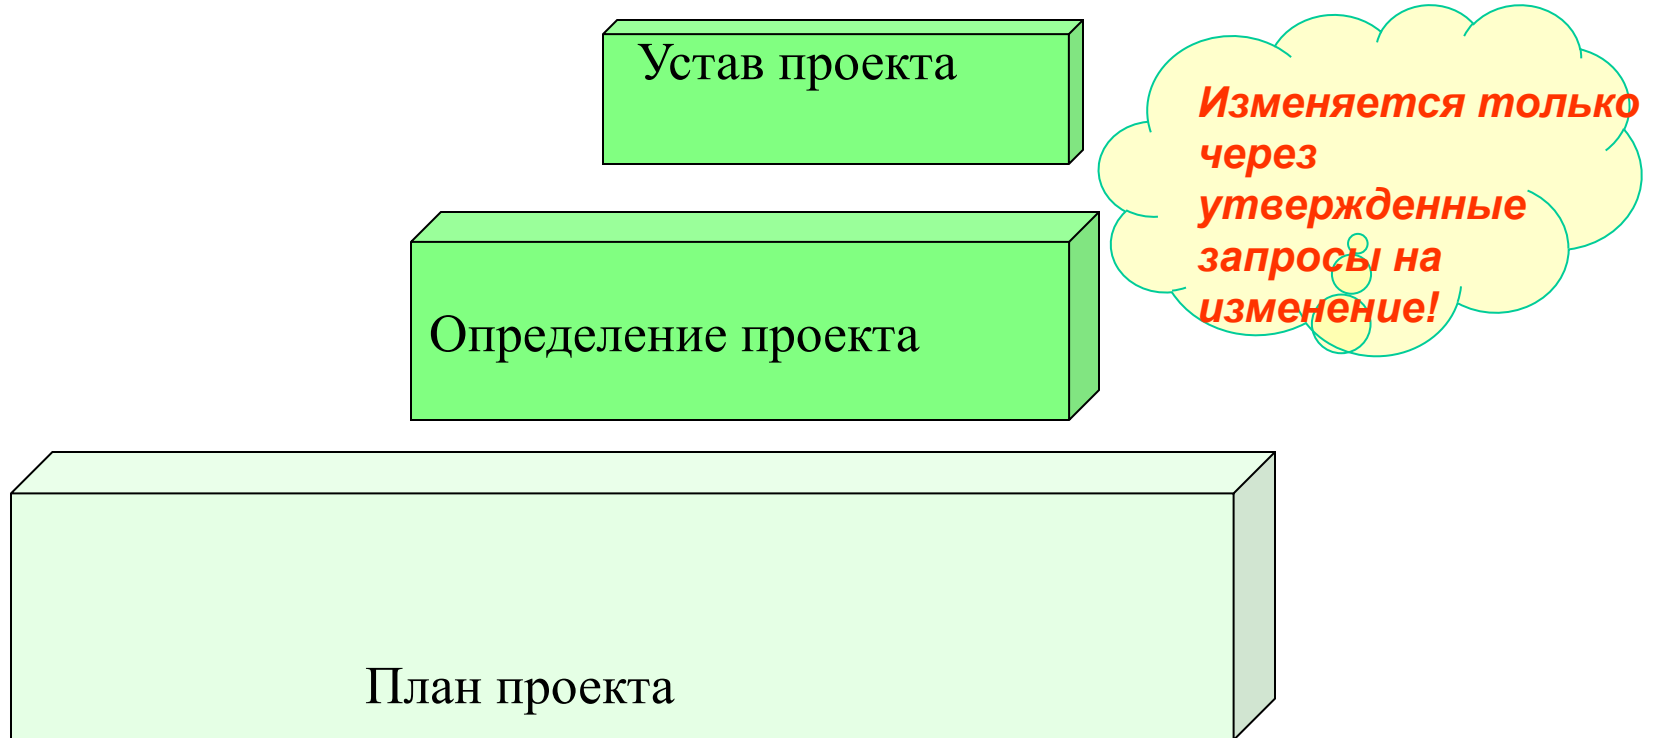 Устав проекта
Изменяется только
через
утвержденные
запросы на
изменение!
Определение проекта
План проекта